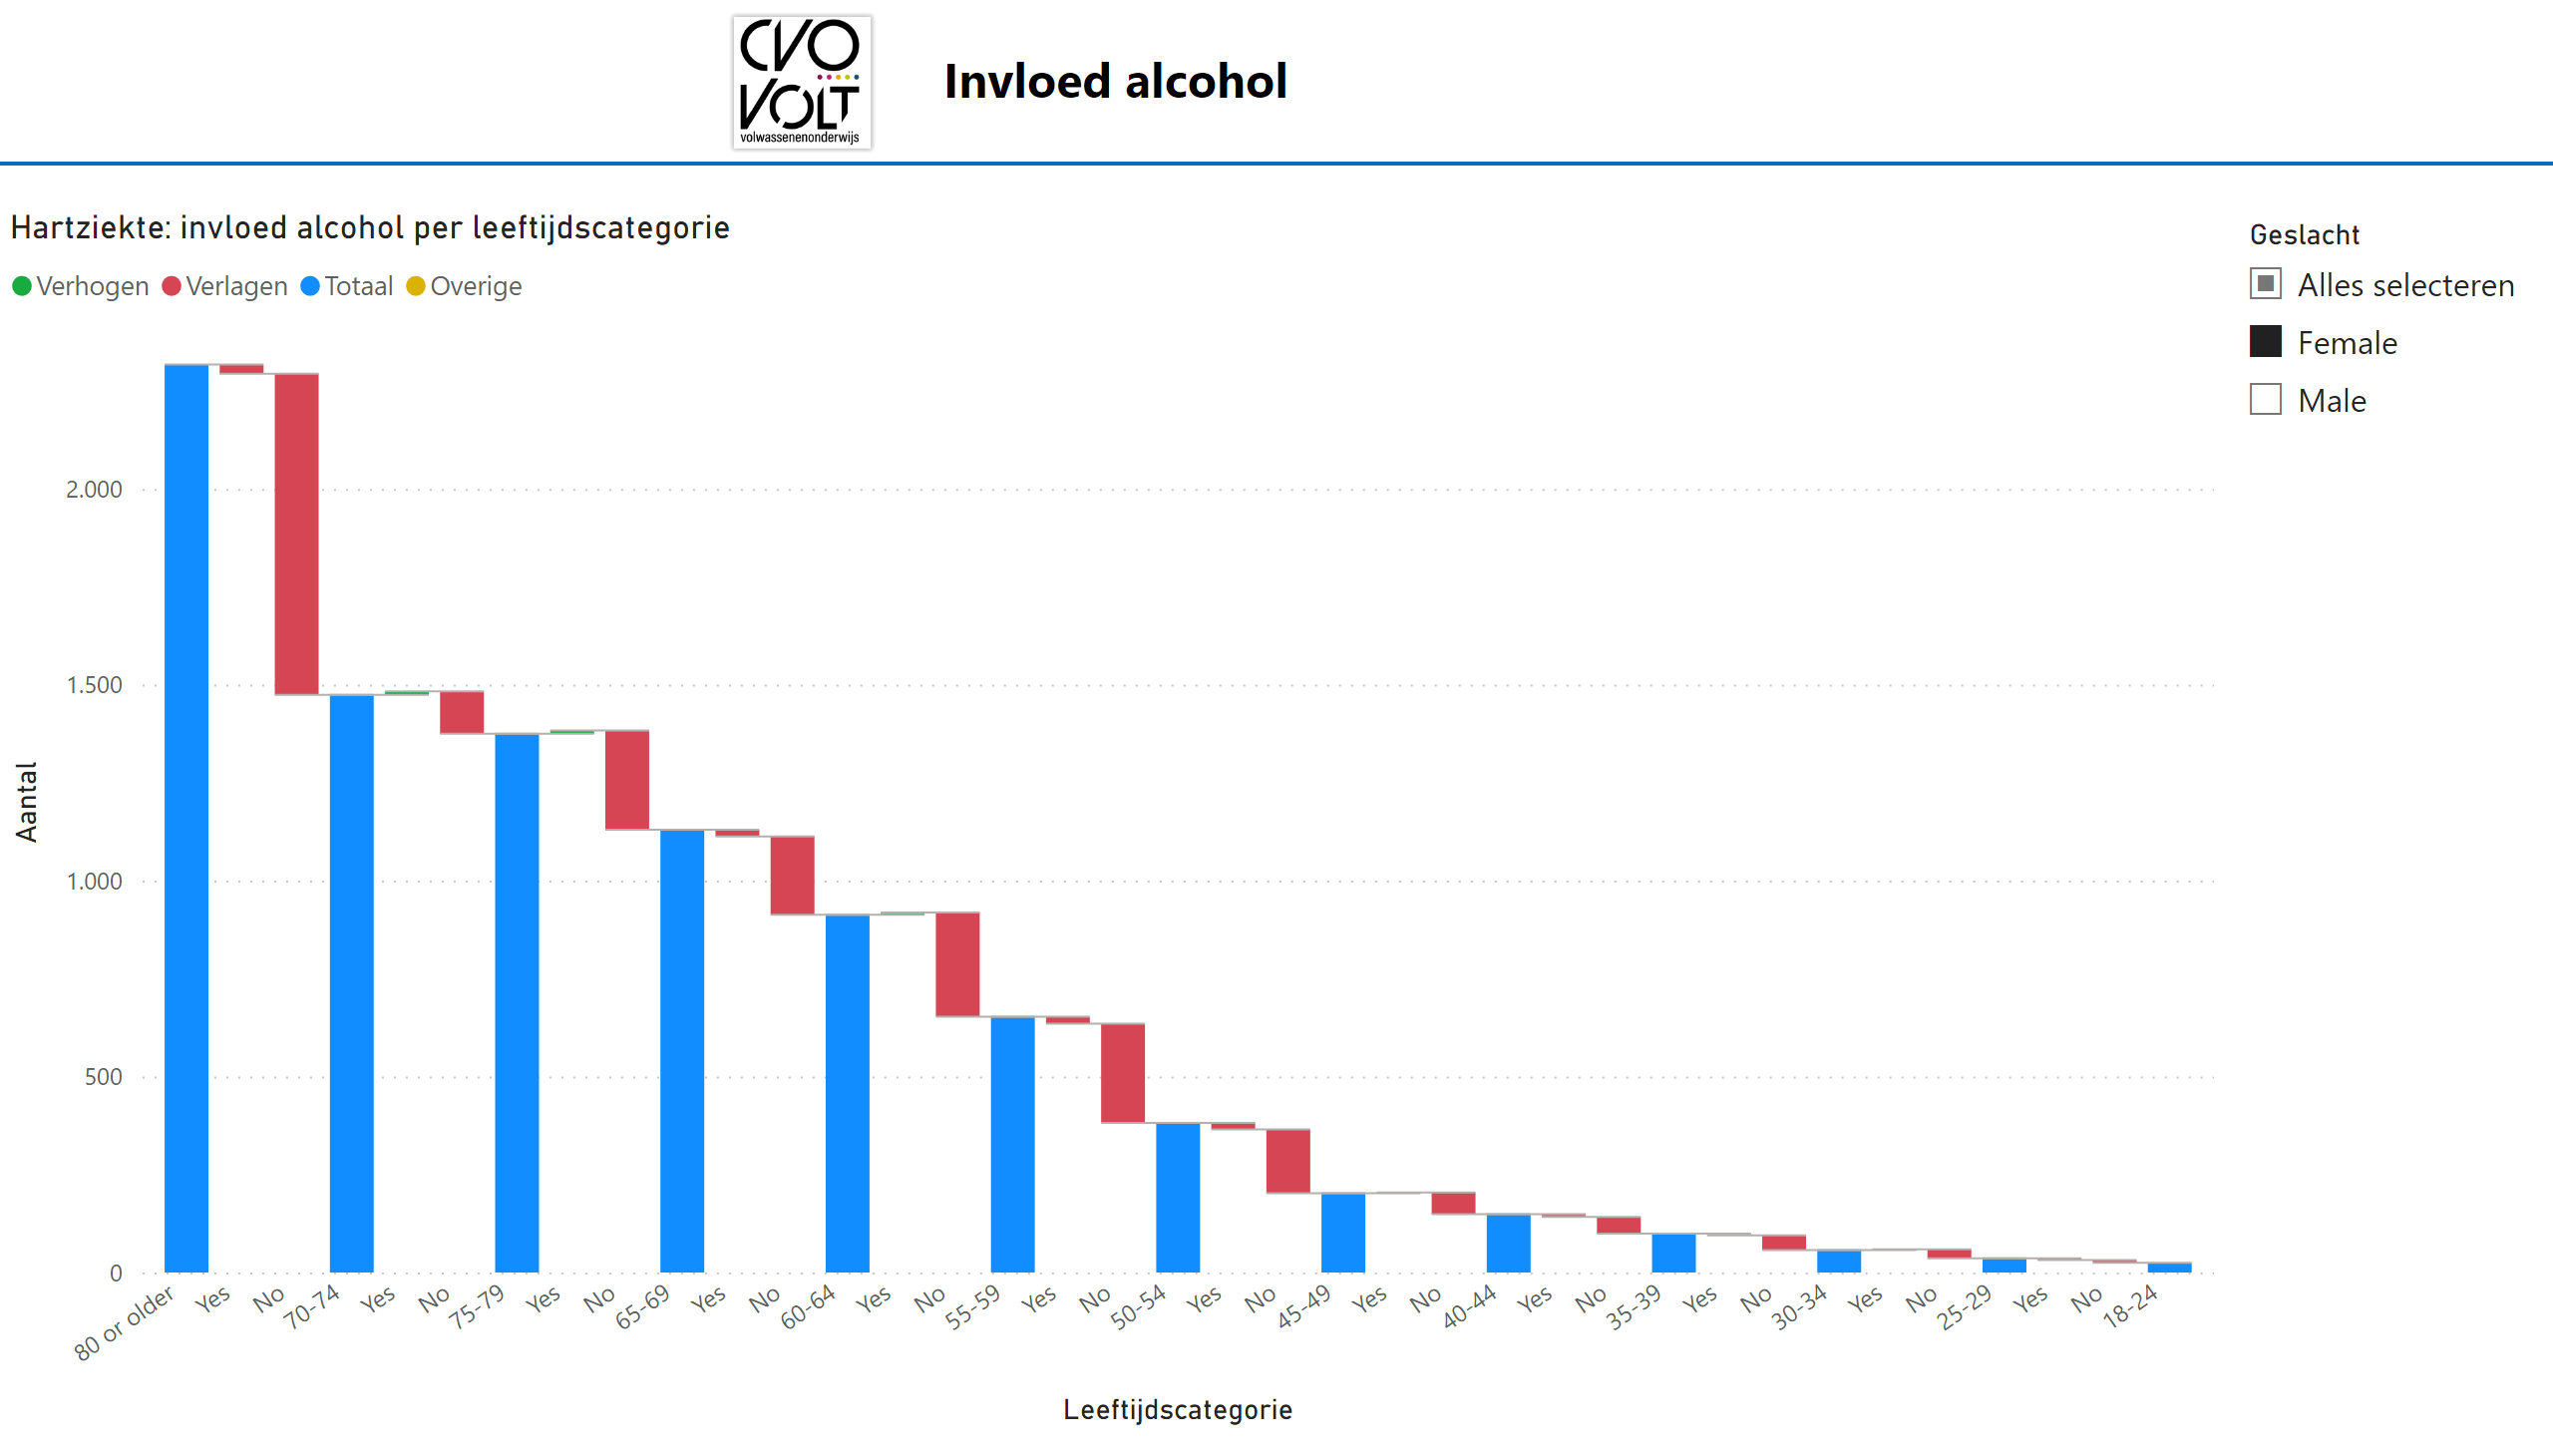 CVO
VOLT
volwassenenonderwijs
Invloed alcohol
Hartziekte: invloed alcohol per leeftijdscategorie
Verhogen Verlagen Totaal Overige
Geslacht
Alles selecteren
Female
Male
Aantal
2.000
1.500
1.000
500
0
80 or older Yes No 70-74 Yes No 75-79 Yes No 65-69 Yes No 60-64 Yes No 55-59 Yes No 50-54 Yes No 45-49 Yes No 40-44 Yes No 35-39 Yes No 30-34 Yes No 25-29 Yes No 18-24
Leeftijdscategorie